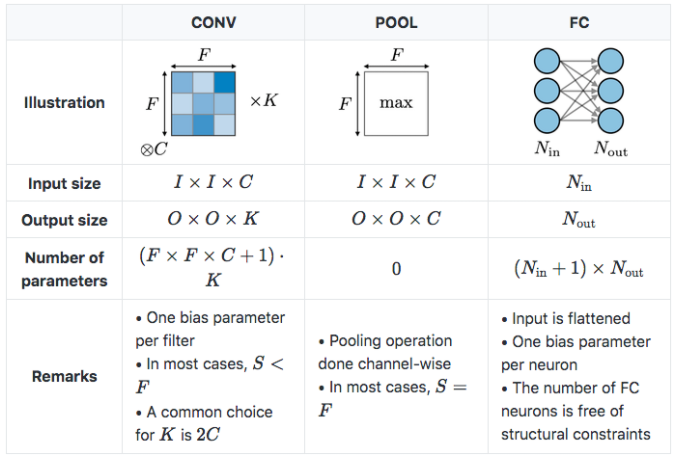 CONV POOL FC
Illustration
F
F
×K
⊗C
F
F
max
N_in N_out
Input size I × I × C I × I × C N_in
Output size O × O × K O × O × C N_out
Number of parameters
(F × F × C + 1) ·
K
0
(N_in + 1) × N_out
Remarks
• One bias parameter
per filter
• In most cases, S <
F
• A common choice
for K is 2C
• Pooling operation
done channel-wise
• In most cases, S =
F
• Input is flattened
• One bias parameter
per neuron
• The number of FC
neurons is free of
structural constraints